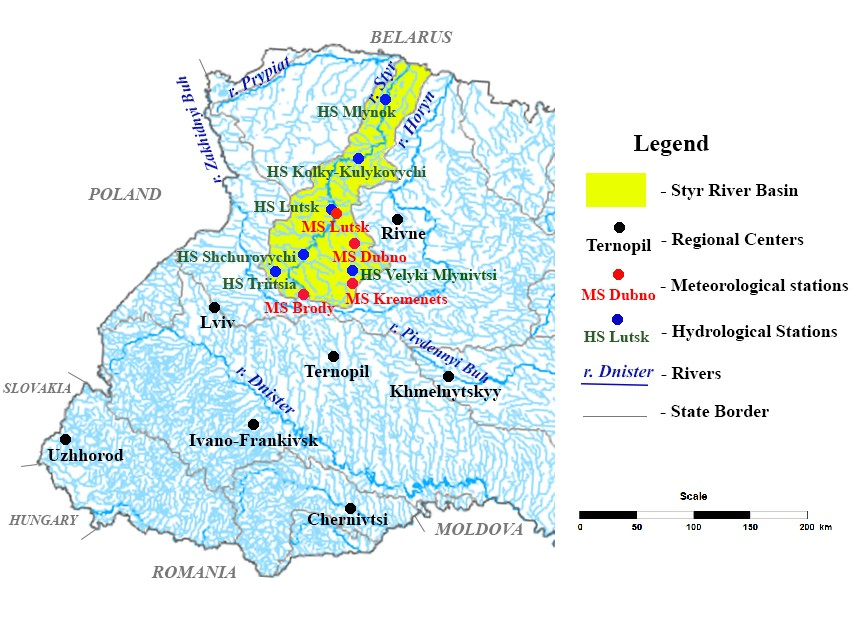 BELARUS
r. Prypiat
r. Styr
r. Zakhidnyi Buh
HS Mlynok
r. Horyn
HS Kolky-Kulykovychi
POLAND
HS Lutsk
MS Lutsk
Rivne
HS Shchurovychi
MS Dubno
HS Triitsia
HS Velyki Mlynivtsi
MS Brody
MS Kremenets
Lviv
r. Pivdennyi Buh
Ternopil
r. Dnister
Khmelnytskyy
SLOVAKIA
Ivano-Frankivsk
Uzhhorod
HUNGARY
Chernivtsi
MOLDOVA
ROMANIA
Legend
- Styr River Basin
Ternopil - Regional Centers
MS Dubno - Meteorological stations
HS Lutsk - Hydrological Stations
r. Dnister - Rivers
- State Border
Scale
0 50 100 150 200 km